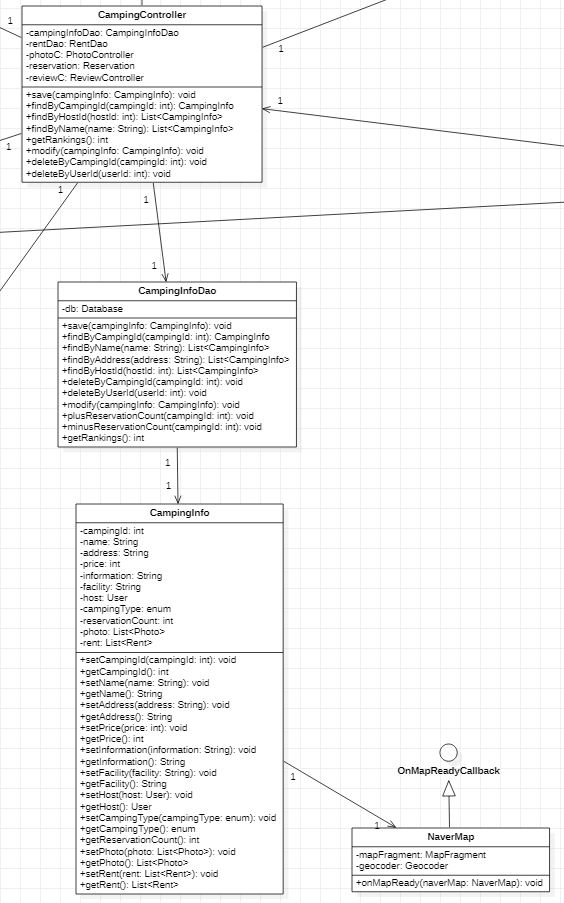 1
CampingController
-campingInfoDao: CampingInfoDao
-rentDao: RentDao
-photoC: PhotoController
-reservation: Reservation
-reviewC: ReviewController
1
+save(campingInfo: CampingInfo): void
+findByCampingId(campingId: int): CampingInfo
+findByHostId(hostId: int): List<CampingInfo>
+findByName(name: String): List<CampingInfo>
+getRankings(): int
+modify(campingInfo: CampingInfo): void
+deleteByCampingId(campingId: int): void
+deleteByUserId(userId: int): void
1
1
1
1
1
CampingInfoDao
-db: Database
+save(campingInfo: CampingInfo): void
+findByCampingId(campingId: int): CampingInfo
+findByName(name: String): List<CampingInfo>
+findByAddress(address: String): List<CampingInfo>
+findByHostId(hostId: int): List<CampingInfo>
+deleteByCampingId(campingId: int): void
+deleteByUserId(userId: int): void
+modify(campingInfo: CampingInfo): void
+plusReservationCount(campingId: int): void
+minusReservationCount(campingId: int): void
+getRankings(): int
1
1
CampingInfo
-campingId: int
-name: String
-address: String
-price: int
-information: String
-facility: String
-host: User
-campingType: enum
-reservationCount: int
-photo: List<Photo>
-rent: List<Rent>
+setCampingId(campingId: int): void
+getCampingId(): int
+setName(name: String): void
+getName(): String
+setAddress(address: String): void
+getAddress(): String
+setPrice(price: int): void
+getPrice(): int
+setInformation(information: String): void
+getInformation(): String
+setFacility(facility: String): void
+getFacility(): String
+setHost(host: User): void
+getHost(): User
+setCampingType(campingType: enum): void
+getCampingType(): enum
+getReservationCount(): int
+setPhoto(photo: List<Photo>): void
+getPhoto(): List<Photo>
+setRent(rent: List<Rent>): void
+getRent(): List<Rent>
1
1
OnMapReadyCallback
NaverMap
-mapFragment: MapFragment
-geocoder: Geocoder
+onMapReady(naverMap: NaverMap): void